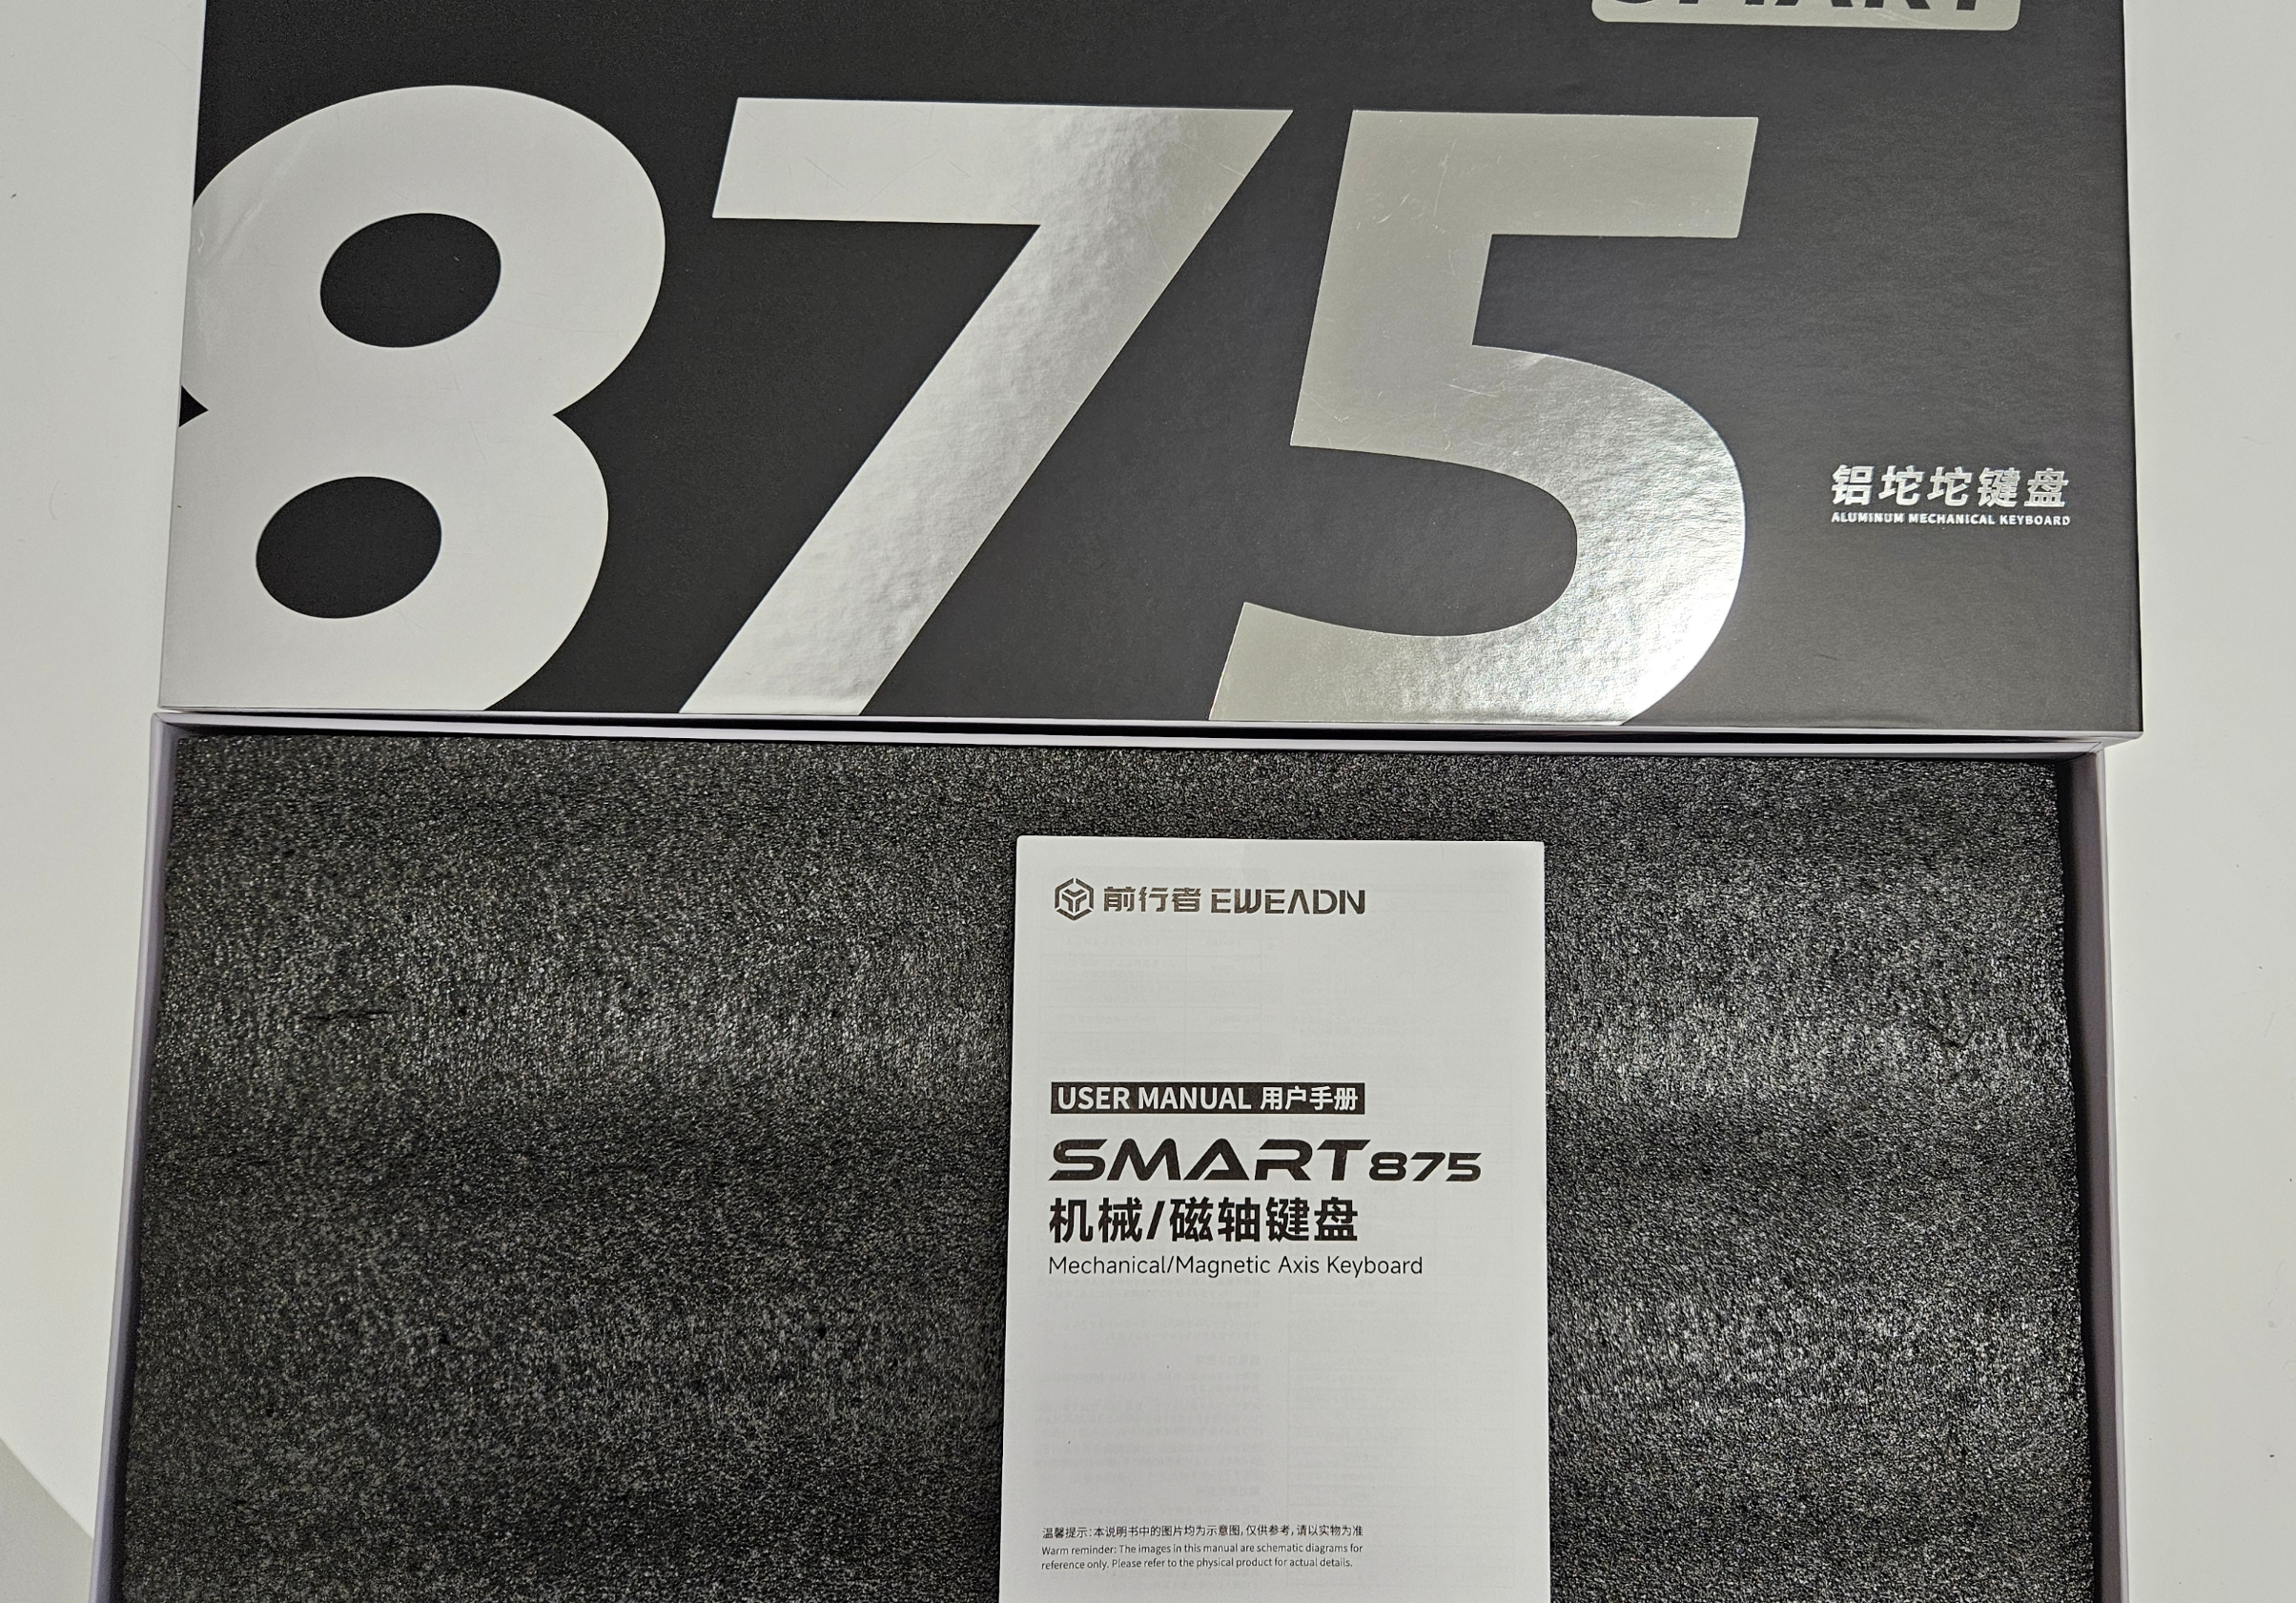 SMART
875
铝坨坨键盘
ALUMINUM MECHANICAL KEYBOARD
前行者 EWEADN
USER MANUAL 用户手册
SMART875
机械/磁轴键盘
Mechanical/Magnetic Axis Keyboard
温馨提示:本说明书中的图片均为示意图,仅供参考,请以实物为准
Warm reminder: The images in this manual are schematic diagrams for
reference only. Please refer to the physical product for actual details.